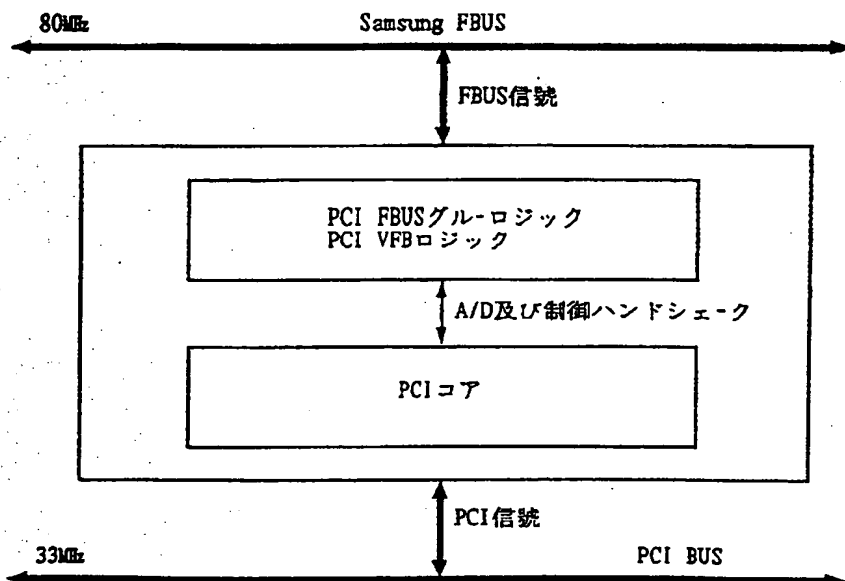 80MHz Samsung FBUS
FBUS信號
PCI FBUSグル-ロジック
PCI VFBロジック
A/D及び制御ハンドシェ-ク
PCIコア
PCI信號
33MHz PCI BUS